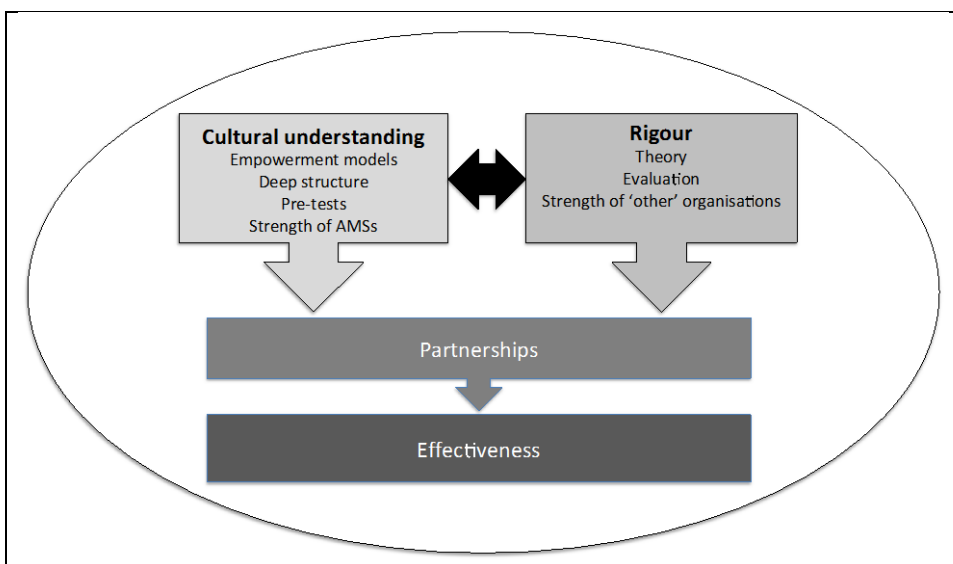 Cultural understanding
Empowerment models
Deep structure
Pre-tests
Strength of AMSs
Rigour
Theory
Evaluation
Strength of ‘other’ organisations
Partnerships
Effectiveness